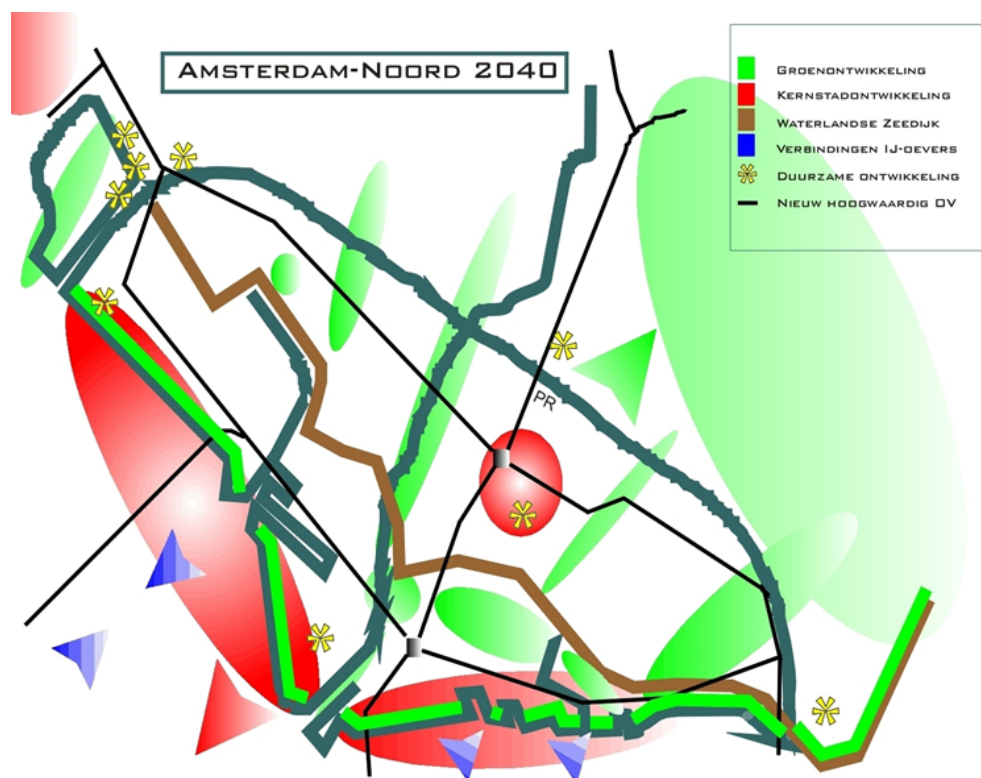 Amsterdam-Noord 2040
Groenontwikkeling
Kernstadontwikkeling
Waterlandse Zeedijk
Verbindingen IJ-oevers
Duurzame ontwikkeling
Nieuw hoogwaardig OV
PR